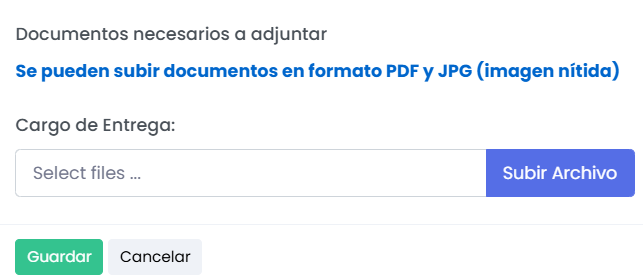 Documentos necesarios a adjuntar
Se pueden subir documentos en formato PDF y JPG (imagen nítida)
Cargo de Entrega:
Select files ... Subir Archivo
Guardar Cancelar